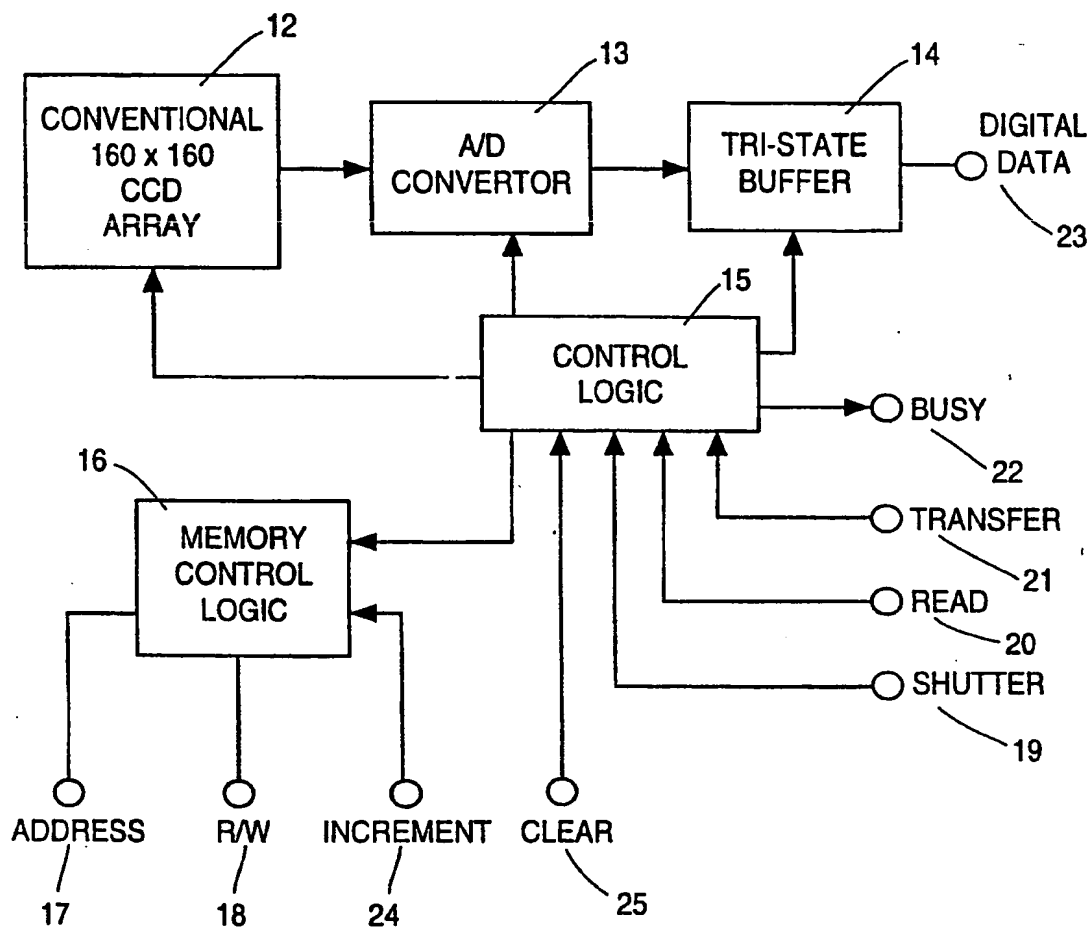 12
13
14
CONVENTIONAL
160 x 160
CCD
ARRAY
A/D
CONVERTOR
TRI-STATE
BUFFER
DIGITAL
DATA
23
15
CONTROL
LOGIC
BUSY
22
16
MEMORY
CONTROL
LOGIC
TRANSFER
21
READ
20
SHUTTER
19
ADDRESS
R/W
INCREMENT
CLEAR
17
18
24
25